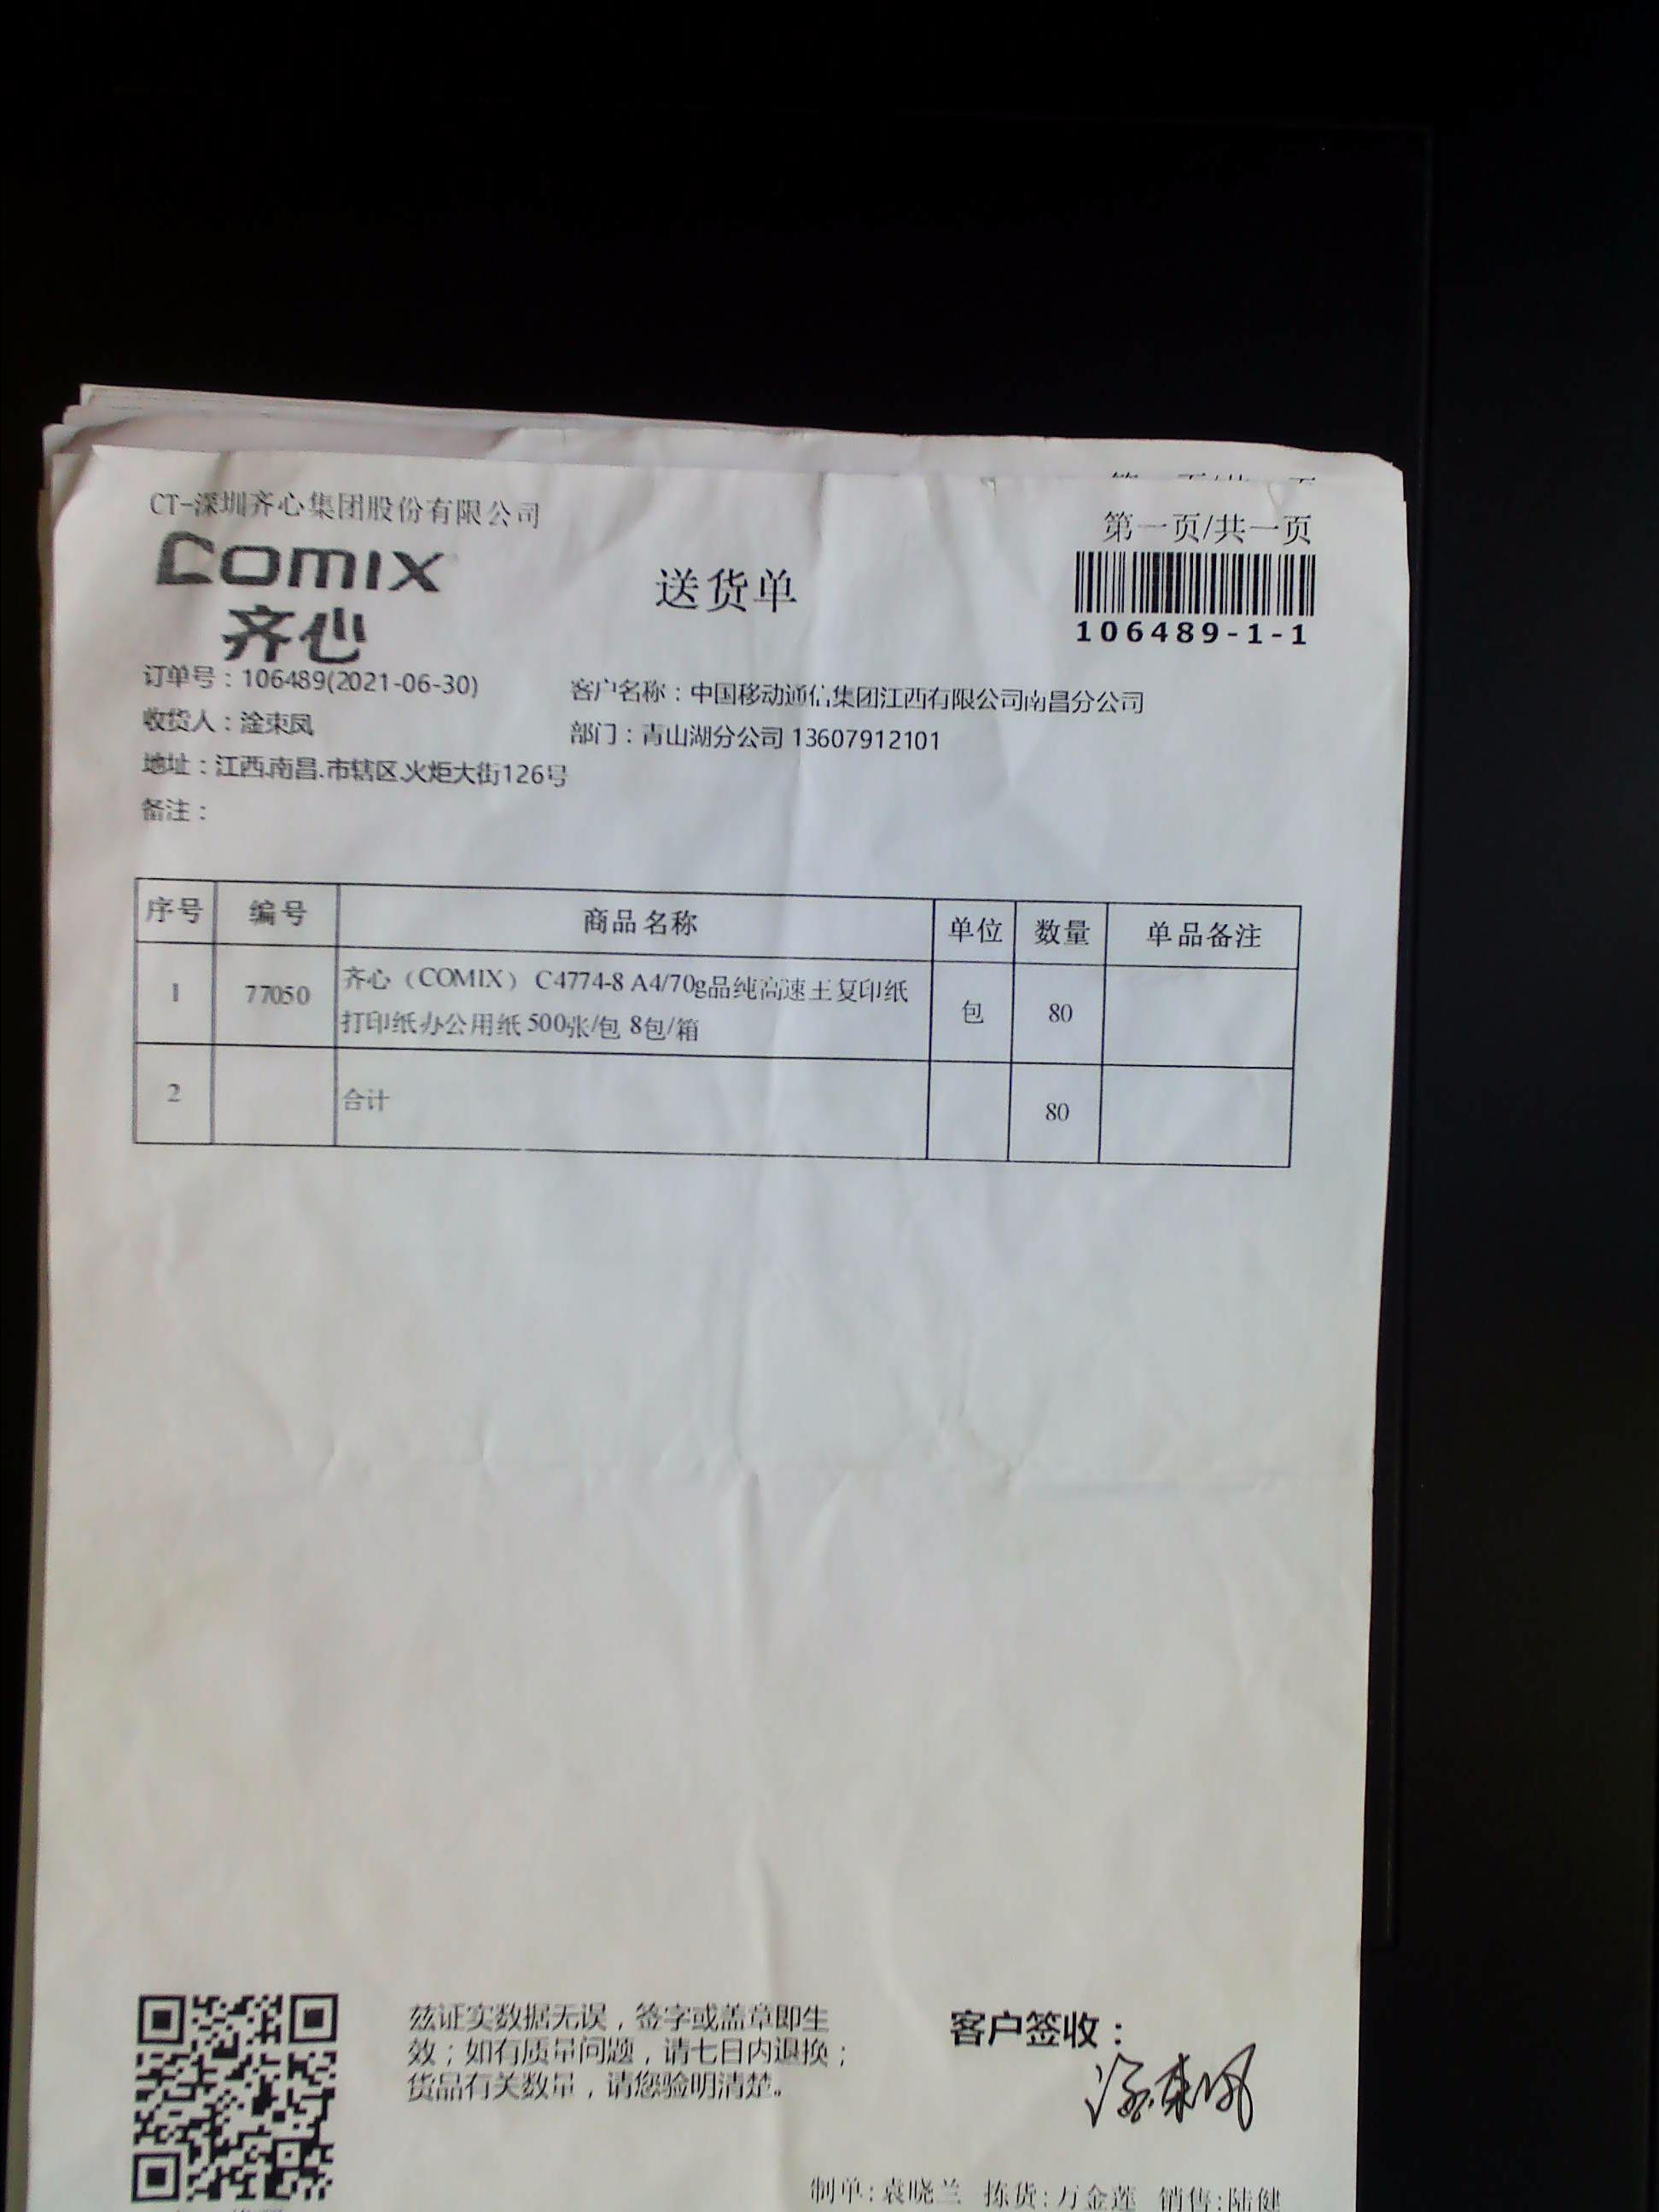 CT-深圳齐心集团股份有限公司
第一页/共一页
COMIX
齐心
送货单
106489-1-1
订单号：106489(2021-06-30)
客户名称：中国移动通信集团江西有限公司南昌分公司
收货人：淦束凤
部门：青山湖分公司 13607912101
地址：江西.南昌.市辖区.火炬大街126号
备注：
序号 编号 商品名称 单位 数量 单品备注
1 77050 齐心（COMIX） C4774-8 A4/70g品纯高速王复印纸 包 80
打印纸办公用纸 500张/包 8包/箱
2 合计 80
兹证实数据无误，签字或盖章即生
效；如有质量问题，请七日内退换；
货品有关数量，请您验明清楚。
客户签收：
淦束凤
制单:袁晓兰 拣货:万金莲 销售:陆健